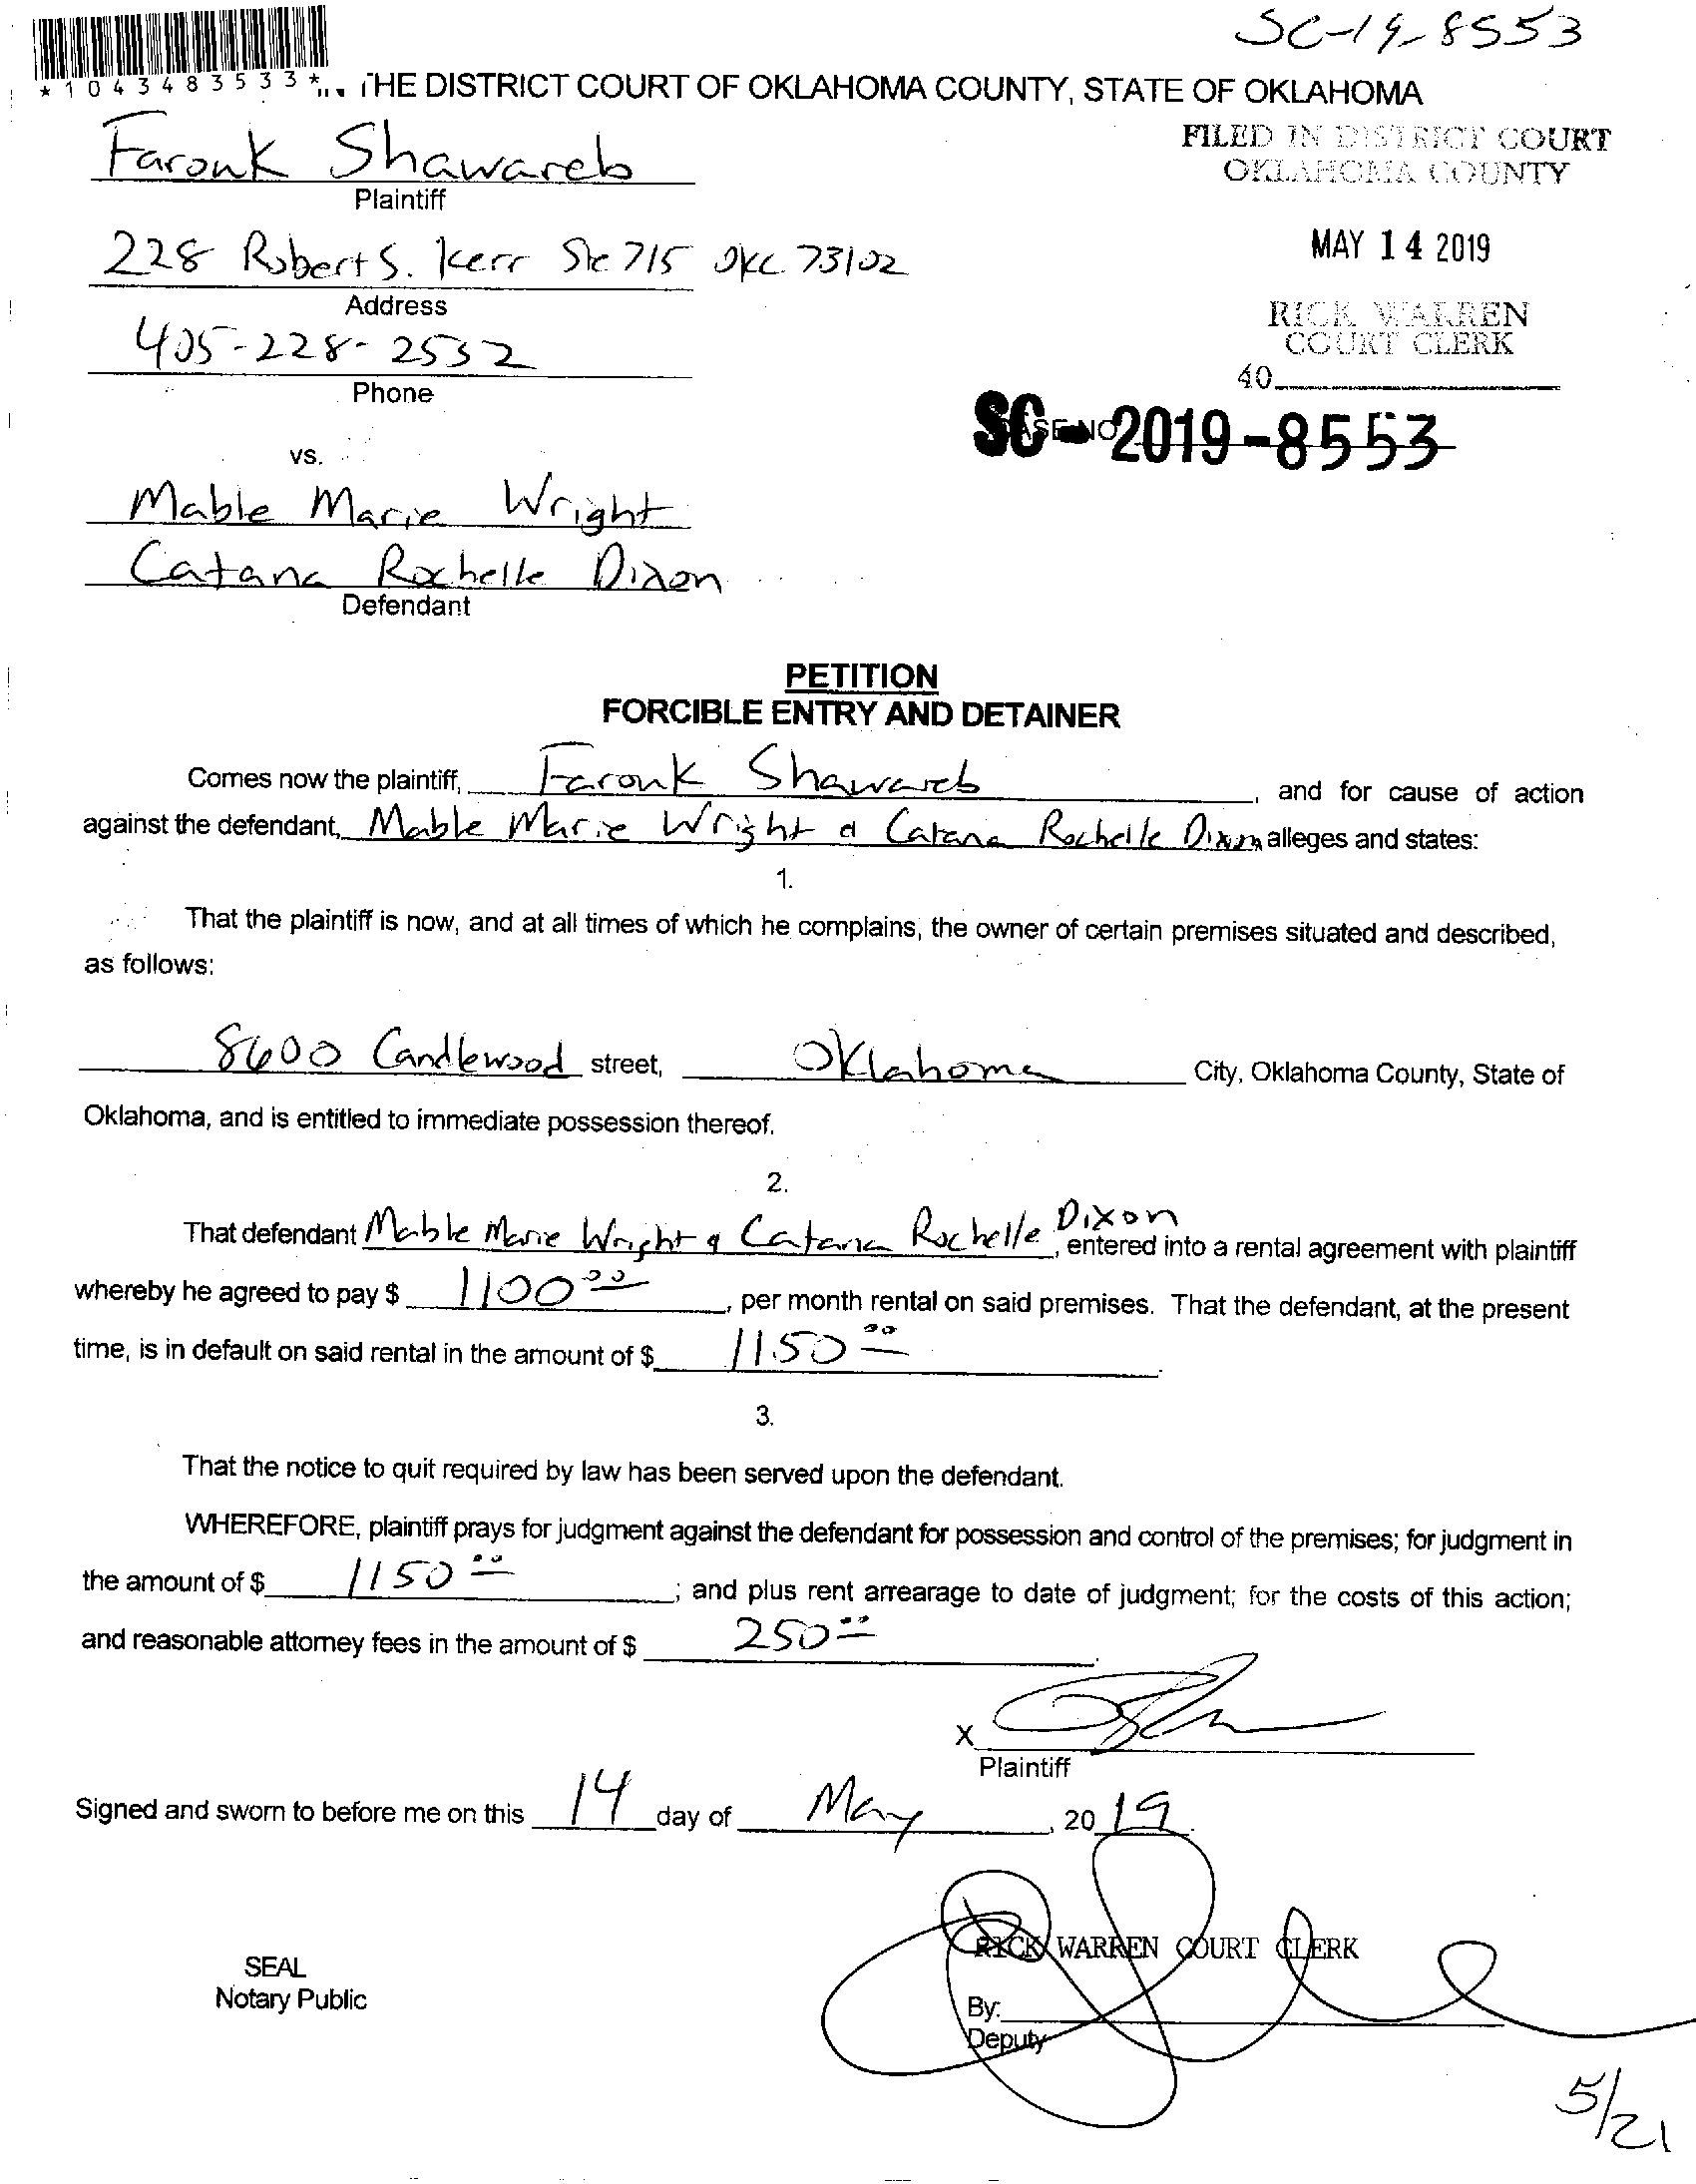 SC-19-8553
*1043483533*
THE DISTRICT COURT OF OKLAHOMA COUNTY, STATE OF OKLAHOMA
Farouk Shawareb
Plaintiff
FILED IN DISTRICT COURT
OKLAHOMA COUNTY
228 Robert S. Kerr Ste 715 OKC 73102
Address
MAY 14 2019
405-228-2532
Phone
RICK WARREN
COURT CLERK
40
SC-2019-8553
CASE NO
vs.
Mable Marie Wright
Catana Rochelle Dixon
Defendant
PETITION
FORCIBLE ENTRY AND DETAINER
Comes now the plaintiff, Farouk Shawareb, and for cause of action
against the defendant, Mable Marie Wright & Catana Rochelle Dixon alleges and states:
1.
That the plaintiff is now, and at all times of which he complains, the owner of certain premises situated and described,
as follows:
8600 Candlewood street, Oklahoma City, Oklahoma County, State of
Oklahoma, and is entitled to immediate possession thereof.
2.
That defendant Mable Marie Wright & Catana Rochelle Dixon, entered into a rental agreement with plaintiff
whereby he agreed to pay $ 1100 00, per month rental on said premises. That the defendant, at the present
time, is in default on said rental in the amount of $ 1150 00.
3.
That the notice to quit required by law has been served upon the defendant.
WHEREFORE, plaintiff prays for judgment against the defendant for possession and control of the premises; for judgment in
the amount of $ 1150 00; and plus rent arrearage to date of judgment; for the costs of this action;
and reasonable attorney fees in the amount of $ 250 00.
X
Plaintiff
Signed and sworn to before me on this 14 day of May, 2019.
RICK WARREN COURT CLERK
SEAL
Notary Public
By:
Deputy
5/21